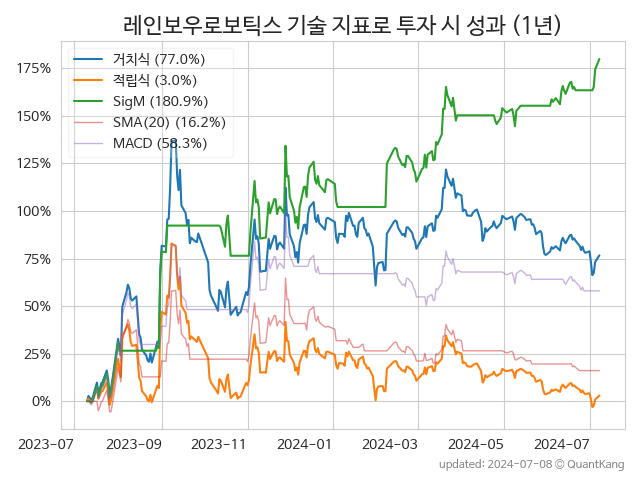 레인보우로보틱스 기술 지표로 투자 시 성과 (1년)
거치식 (77.0%)
적립식 (3.0%)
SigM (180.9%)
SMA(20) (16.2%)
MACD (58.3%)
175%
150%
125%
100%
75%
50%
25%
0%
2023-07
2023-09
2023-11
2024-01
2024-03
2024-05
2024-07
updated: 2024-07-08 © QuantKang